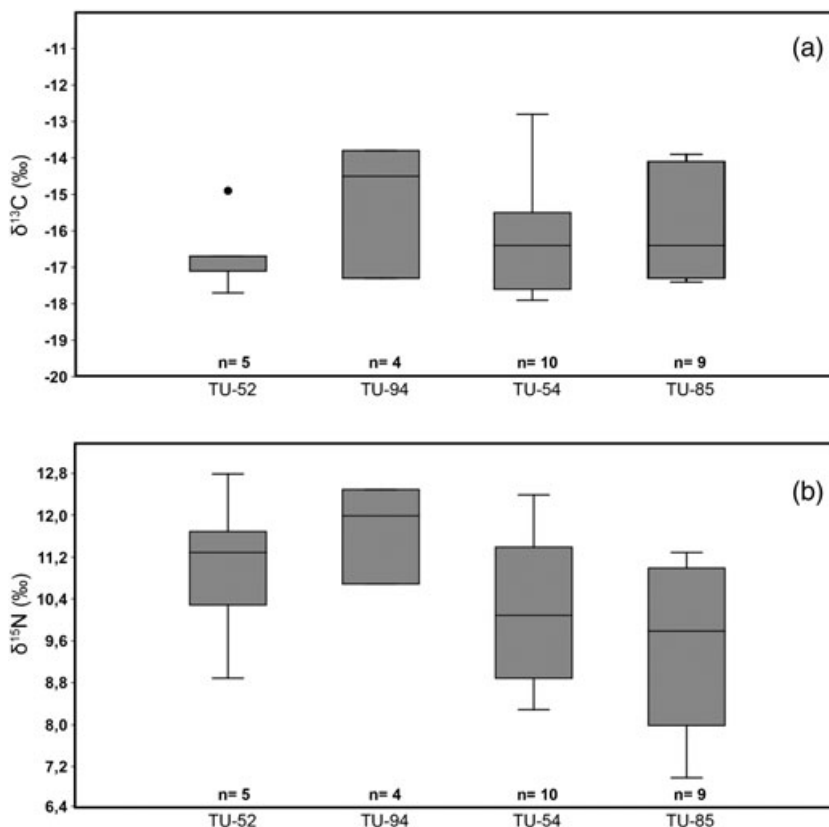 (a)
δ¹³C (‰)
-11
-12
-13
-14
-15
-16
-17
-18
-19
-20
n= 5 n= 4 n= 10 n= 9
TU-52 TU-94 TU-54 TU-85
(b)
δ¹⁵N (‰)
12,8
12,0
11,2
10,4
9,6
8,8
8,0
7,2
6,4
n= 5 n= 4 n= 10 n= 9
TU-52 TU-94 TU-54 TU-85